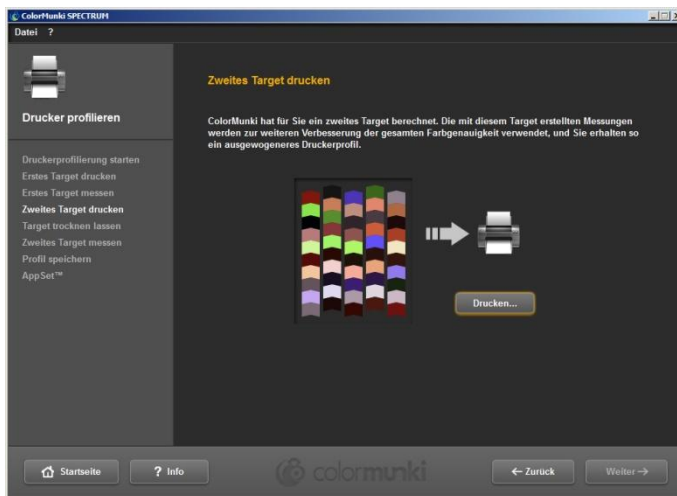 ColorMunki SPECTRUM
Datei ?
Drucker profilieren
Druckerprofilierung starten
Erstes Target drucken
Erstes Target messen
Zweites Target drucken
Target trocknen lassen
Zweites Target messen
Profil speichern
AppSet™
Zweites Target drucken
ColorMunki hat für Sie ein zweites Target berechnet. Die mit diesem Target erstellten Messungen
werden zur weiteren Verbesserung der gesamten Farbgenauigkeit verwendet, und Sie erhalten so
ein ausgewogeneres Druckerprofil.
Drucken...
Startseite ? Info colormunki ← Zurück Weiter →